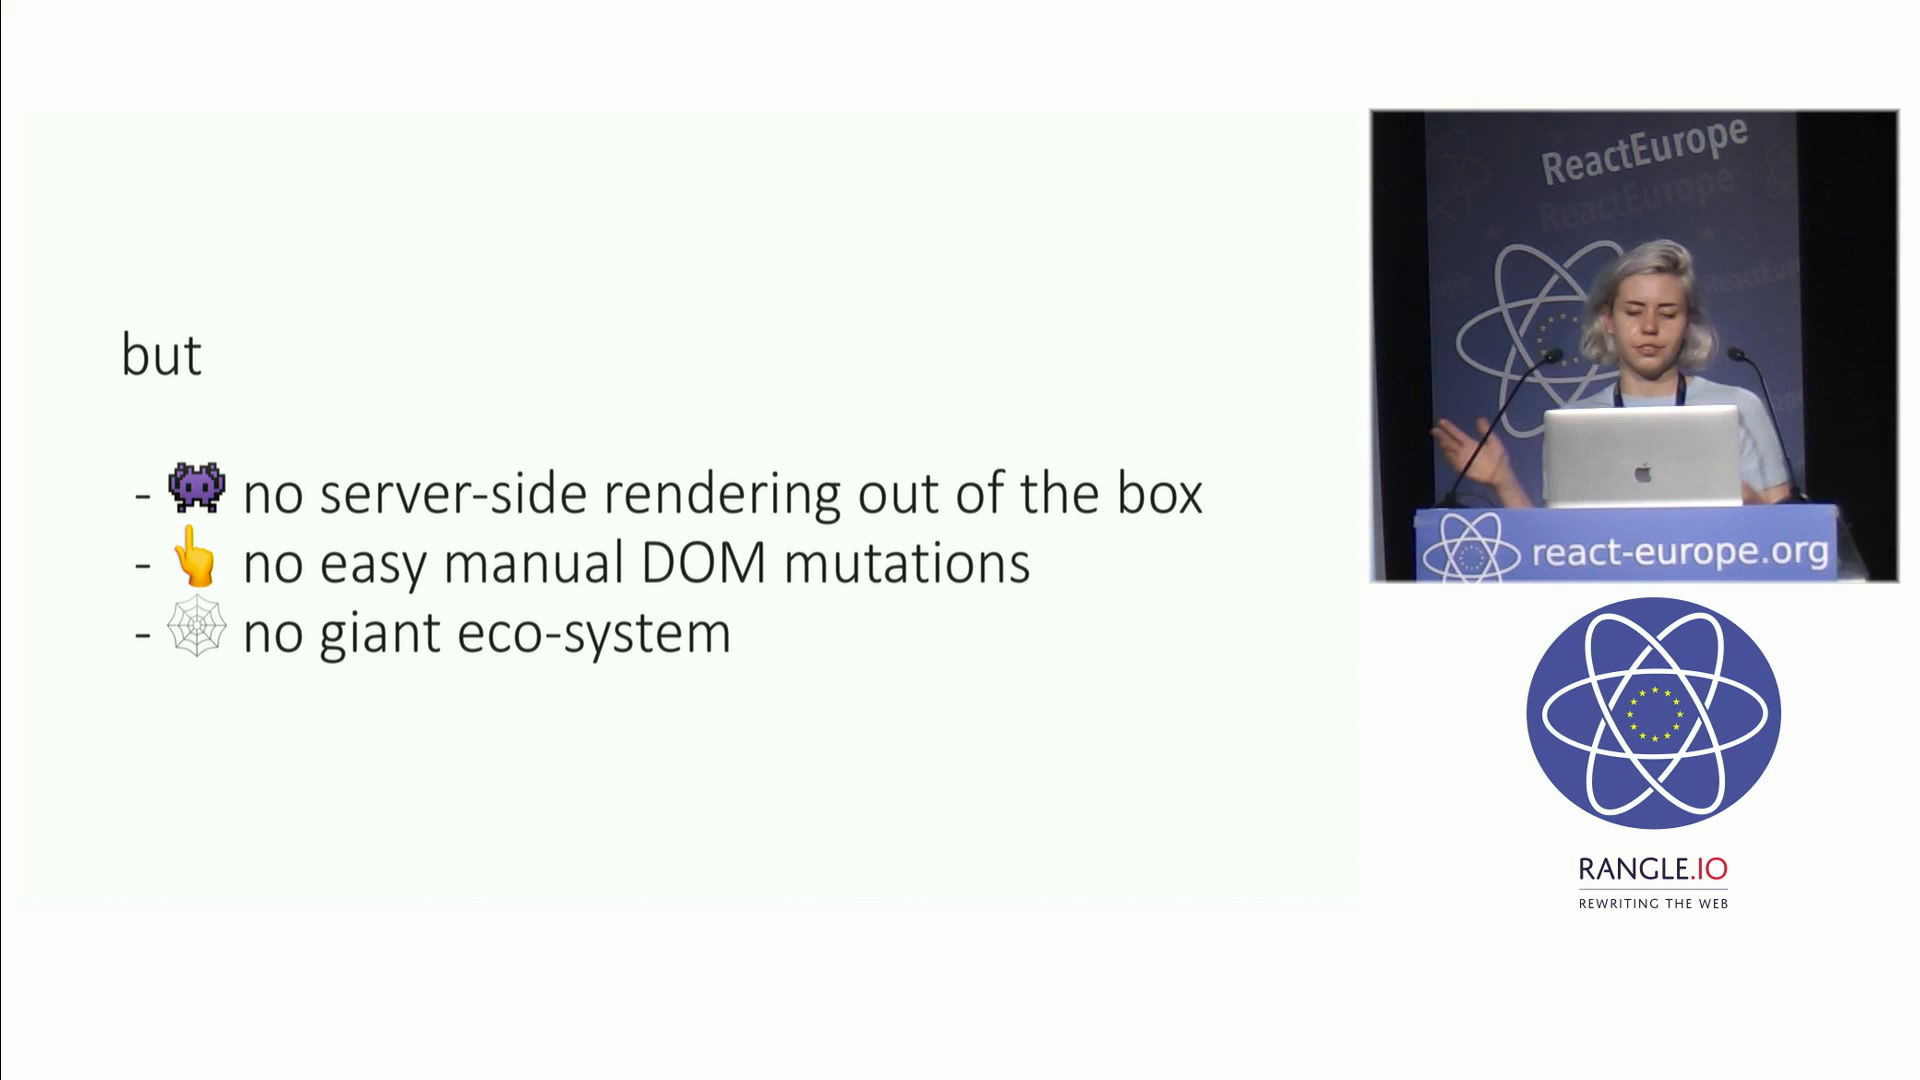 but
- 👾 no server-side rendering out of the box
- 👆 no easy manual DOM mutations
- 🕸 no giant eco-system
ReactEurope
ReactEurope
react-europe.org
RANGLE.IO
REWRITING THE WEB